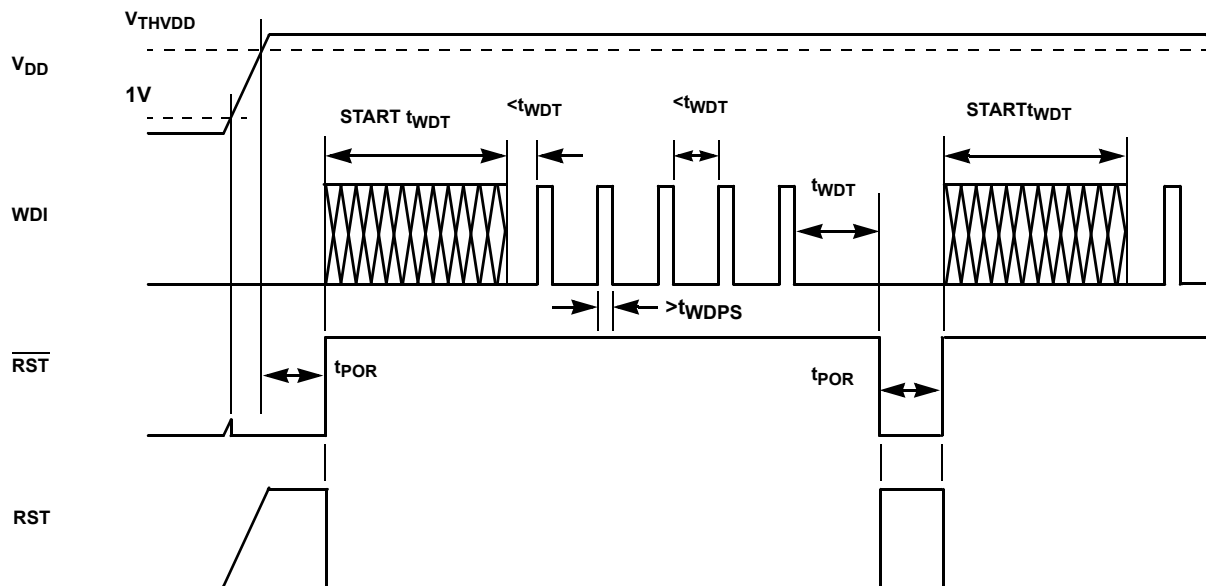 VTHVDD
VDD
1V
START tWDT
<tWDT
<tWDT
STARTtWDT
tWDT
WDI
>tWDPS
RST
tPOR
tPOR
RST